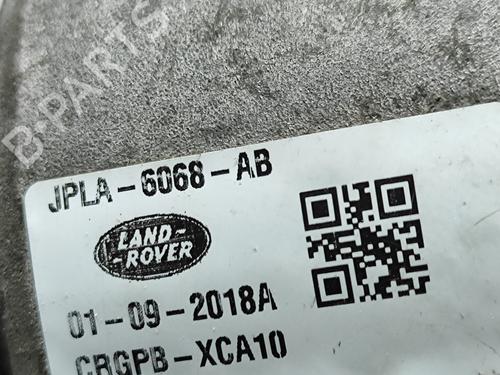 B-PARTS
JPLA-6068-AB
LAND-
-ROVER
01-09-2018A
CRGPB-XCA10